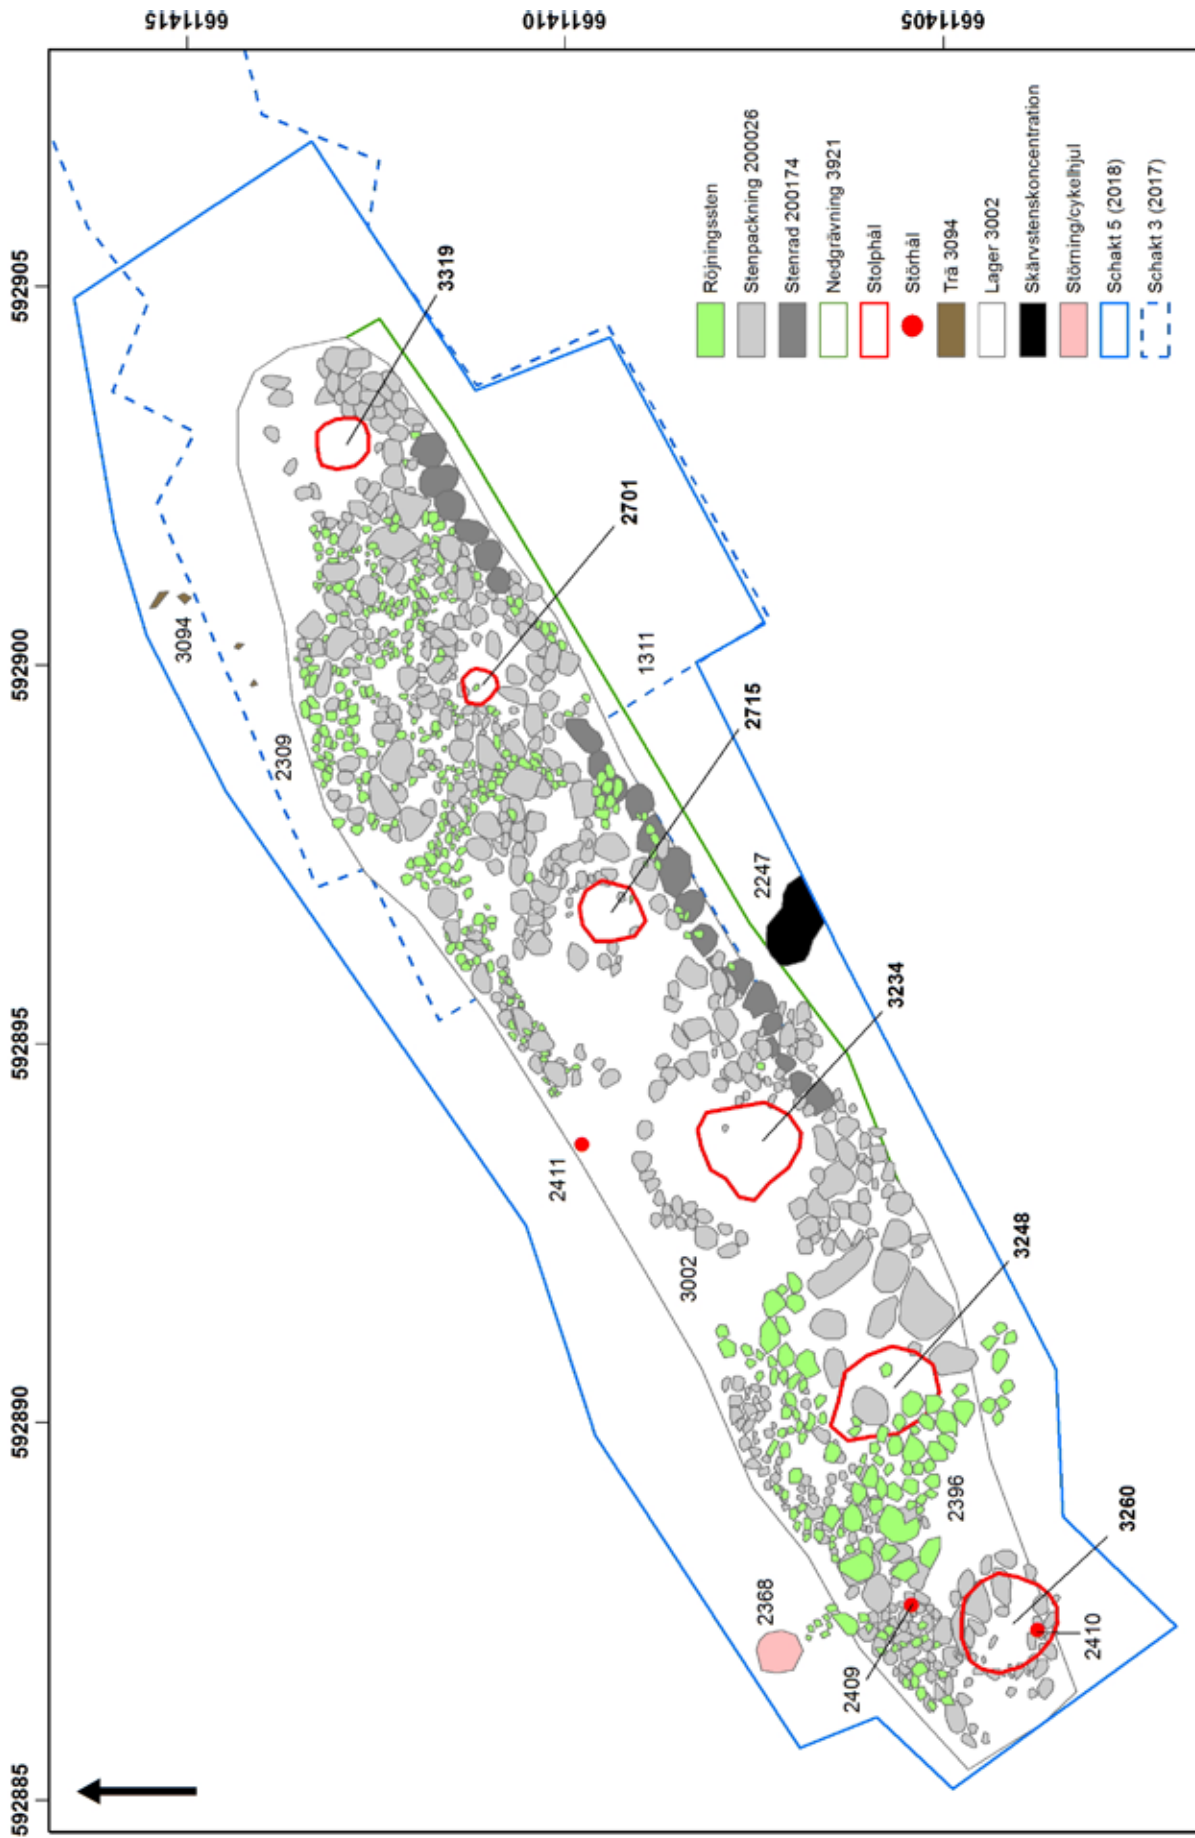 6611415
6611410
6611405
592905
592900
592895
592890
592885
3319
2701
3094
2309
1311
2715
2247
3234
2411
3002
3248
2396
3260
2368
2409
2410
Röjningssten
Stenpackning 200026
Stenrad 200174
Nedgrävning 3921
Stolphål
Störhål
Trä 3094
Lager 3002
Skärvstenskoncentration
Störning/cykelhjul
Schakt 5 (2018)
Schakt 3 (2017)